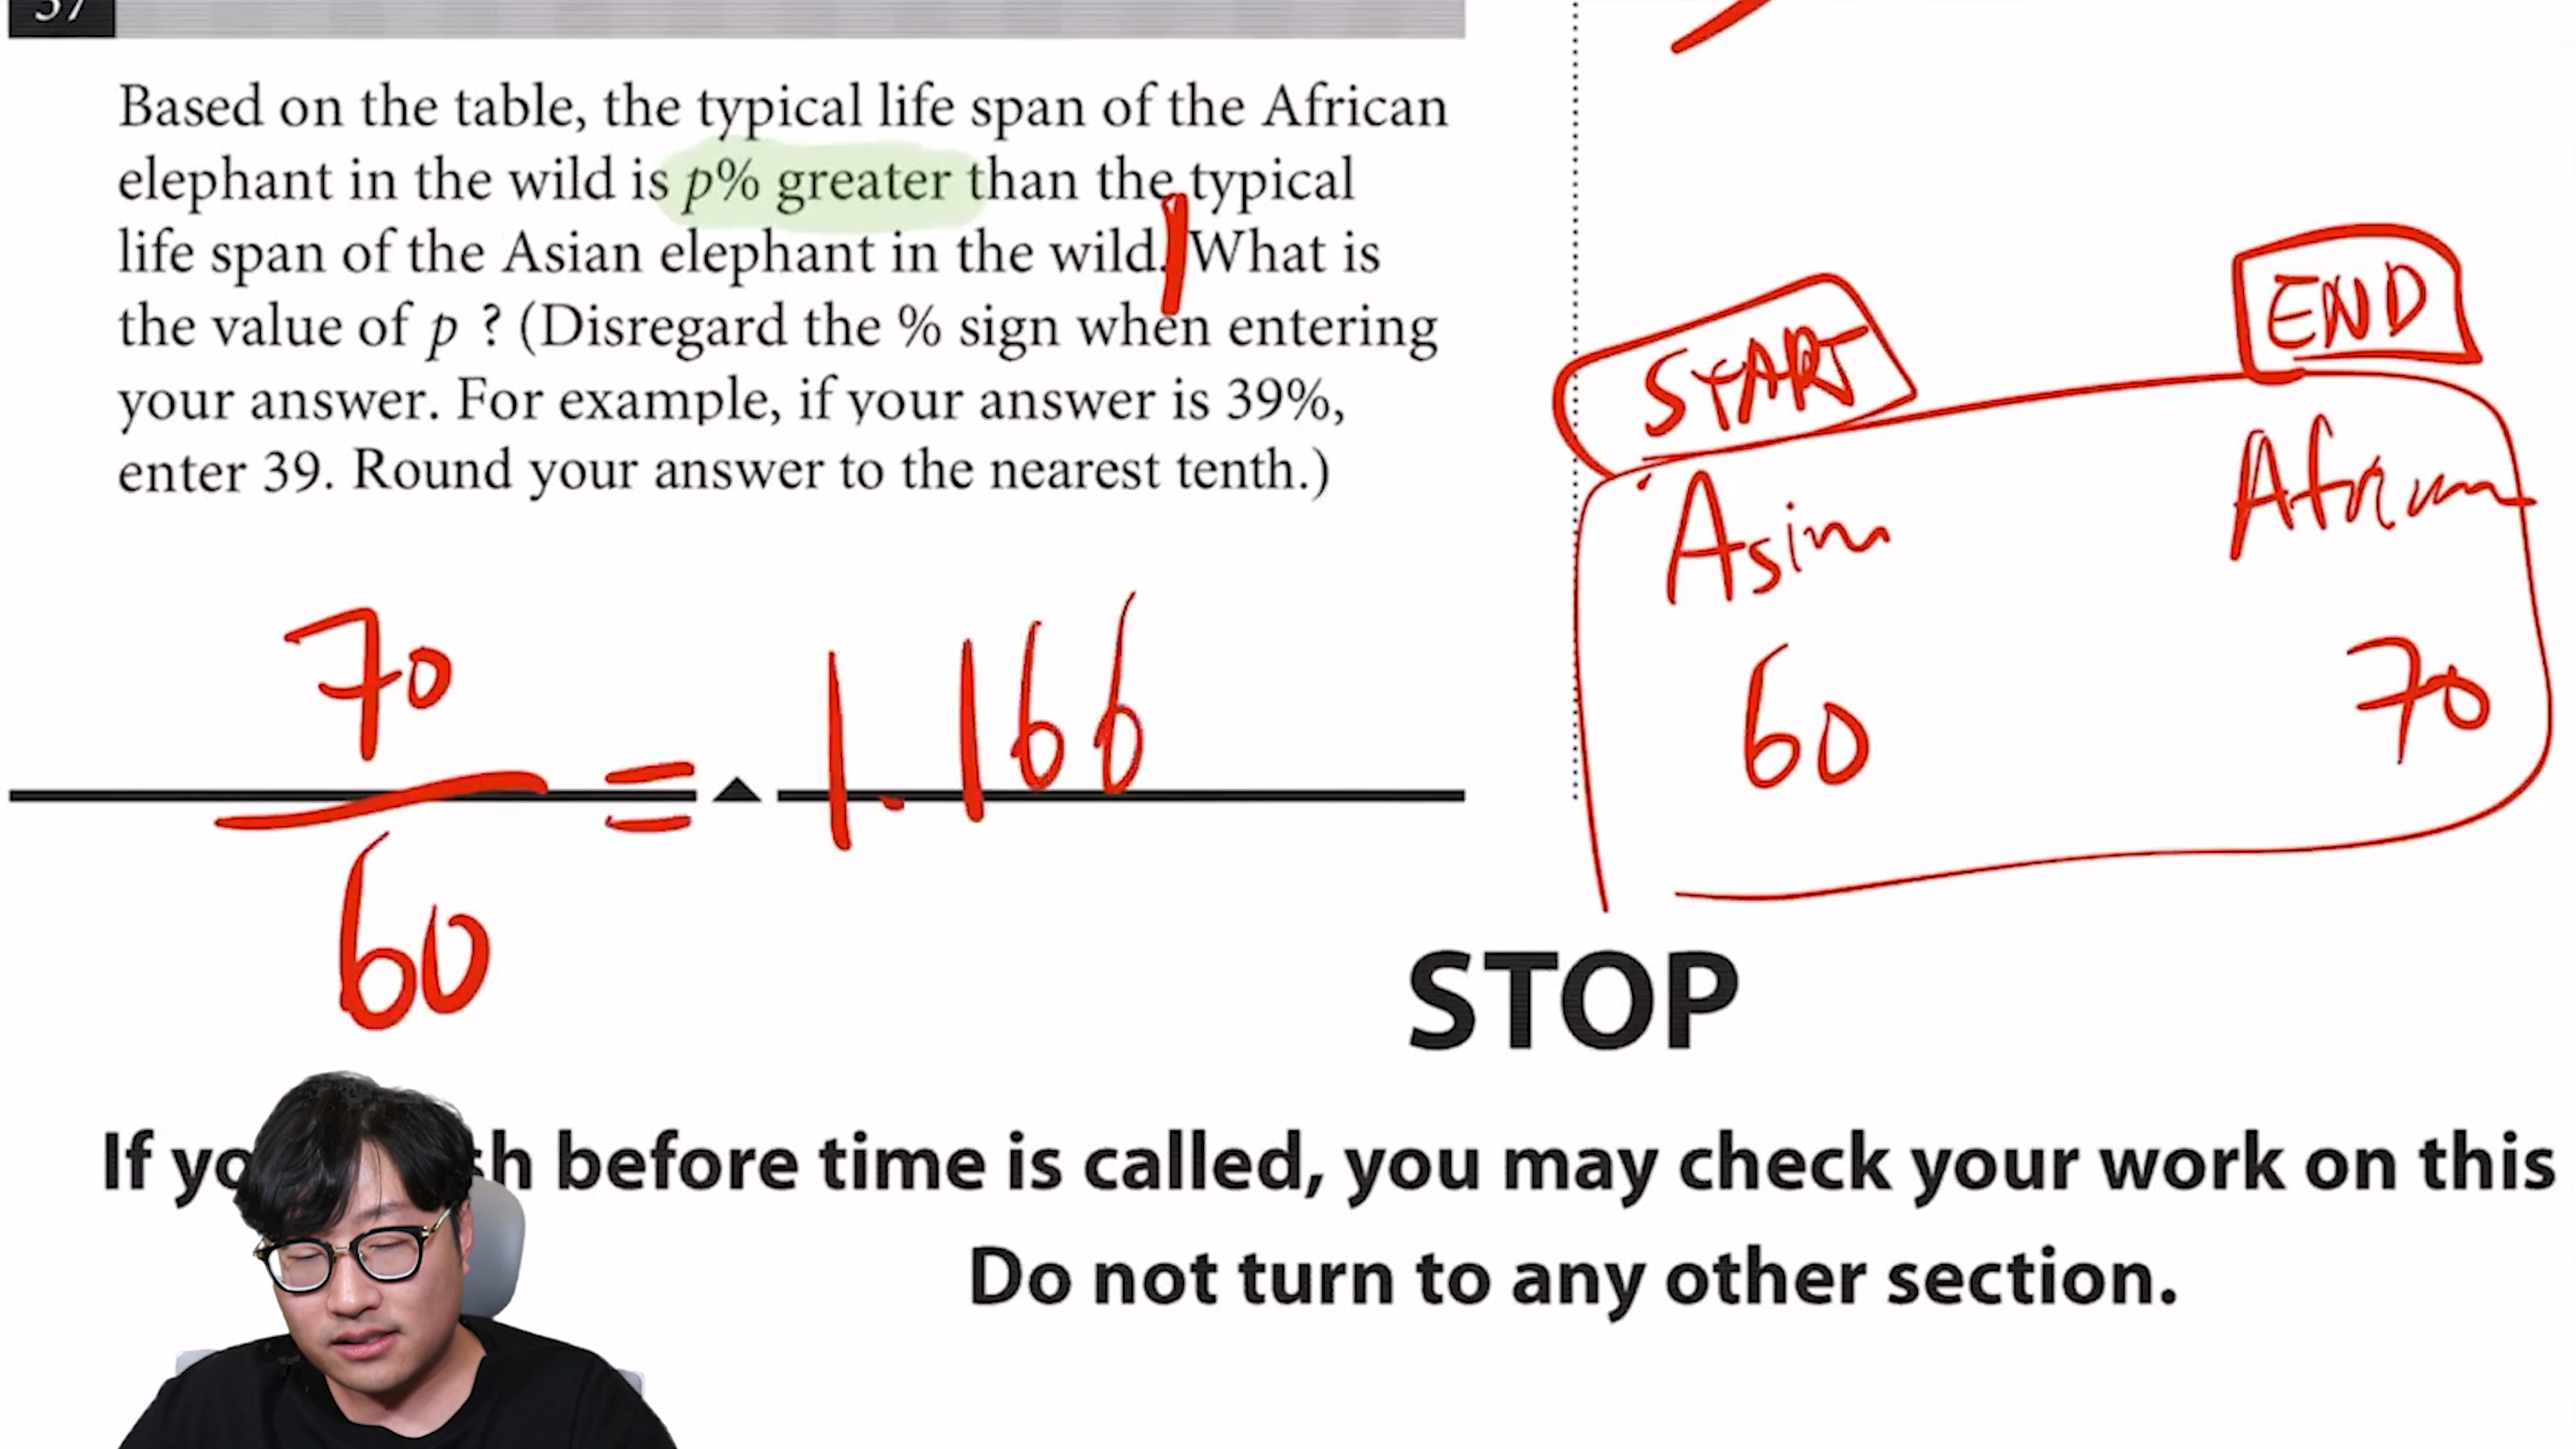 37
Based on the table, the typical life span of the African
elephant in the wild is p% greater than the typical
life span of the Asian elephant in the wild. What is
the value of p ? (Disregard the % sign when entering
your answer. For example, if your answer is 39%,
enter 39. Round your answer to the nearest tenth.)
70
60
= 1.166
START
END
Asian
African
60
70
STOP
If yo sh before time is called, you may check your work on this
Do not turn to any other section.